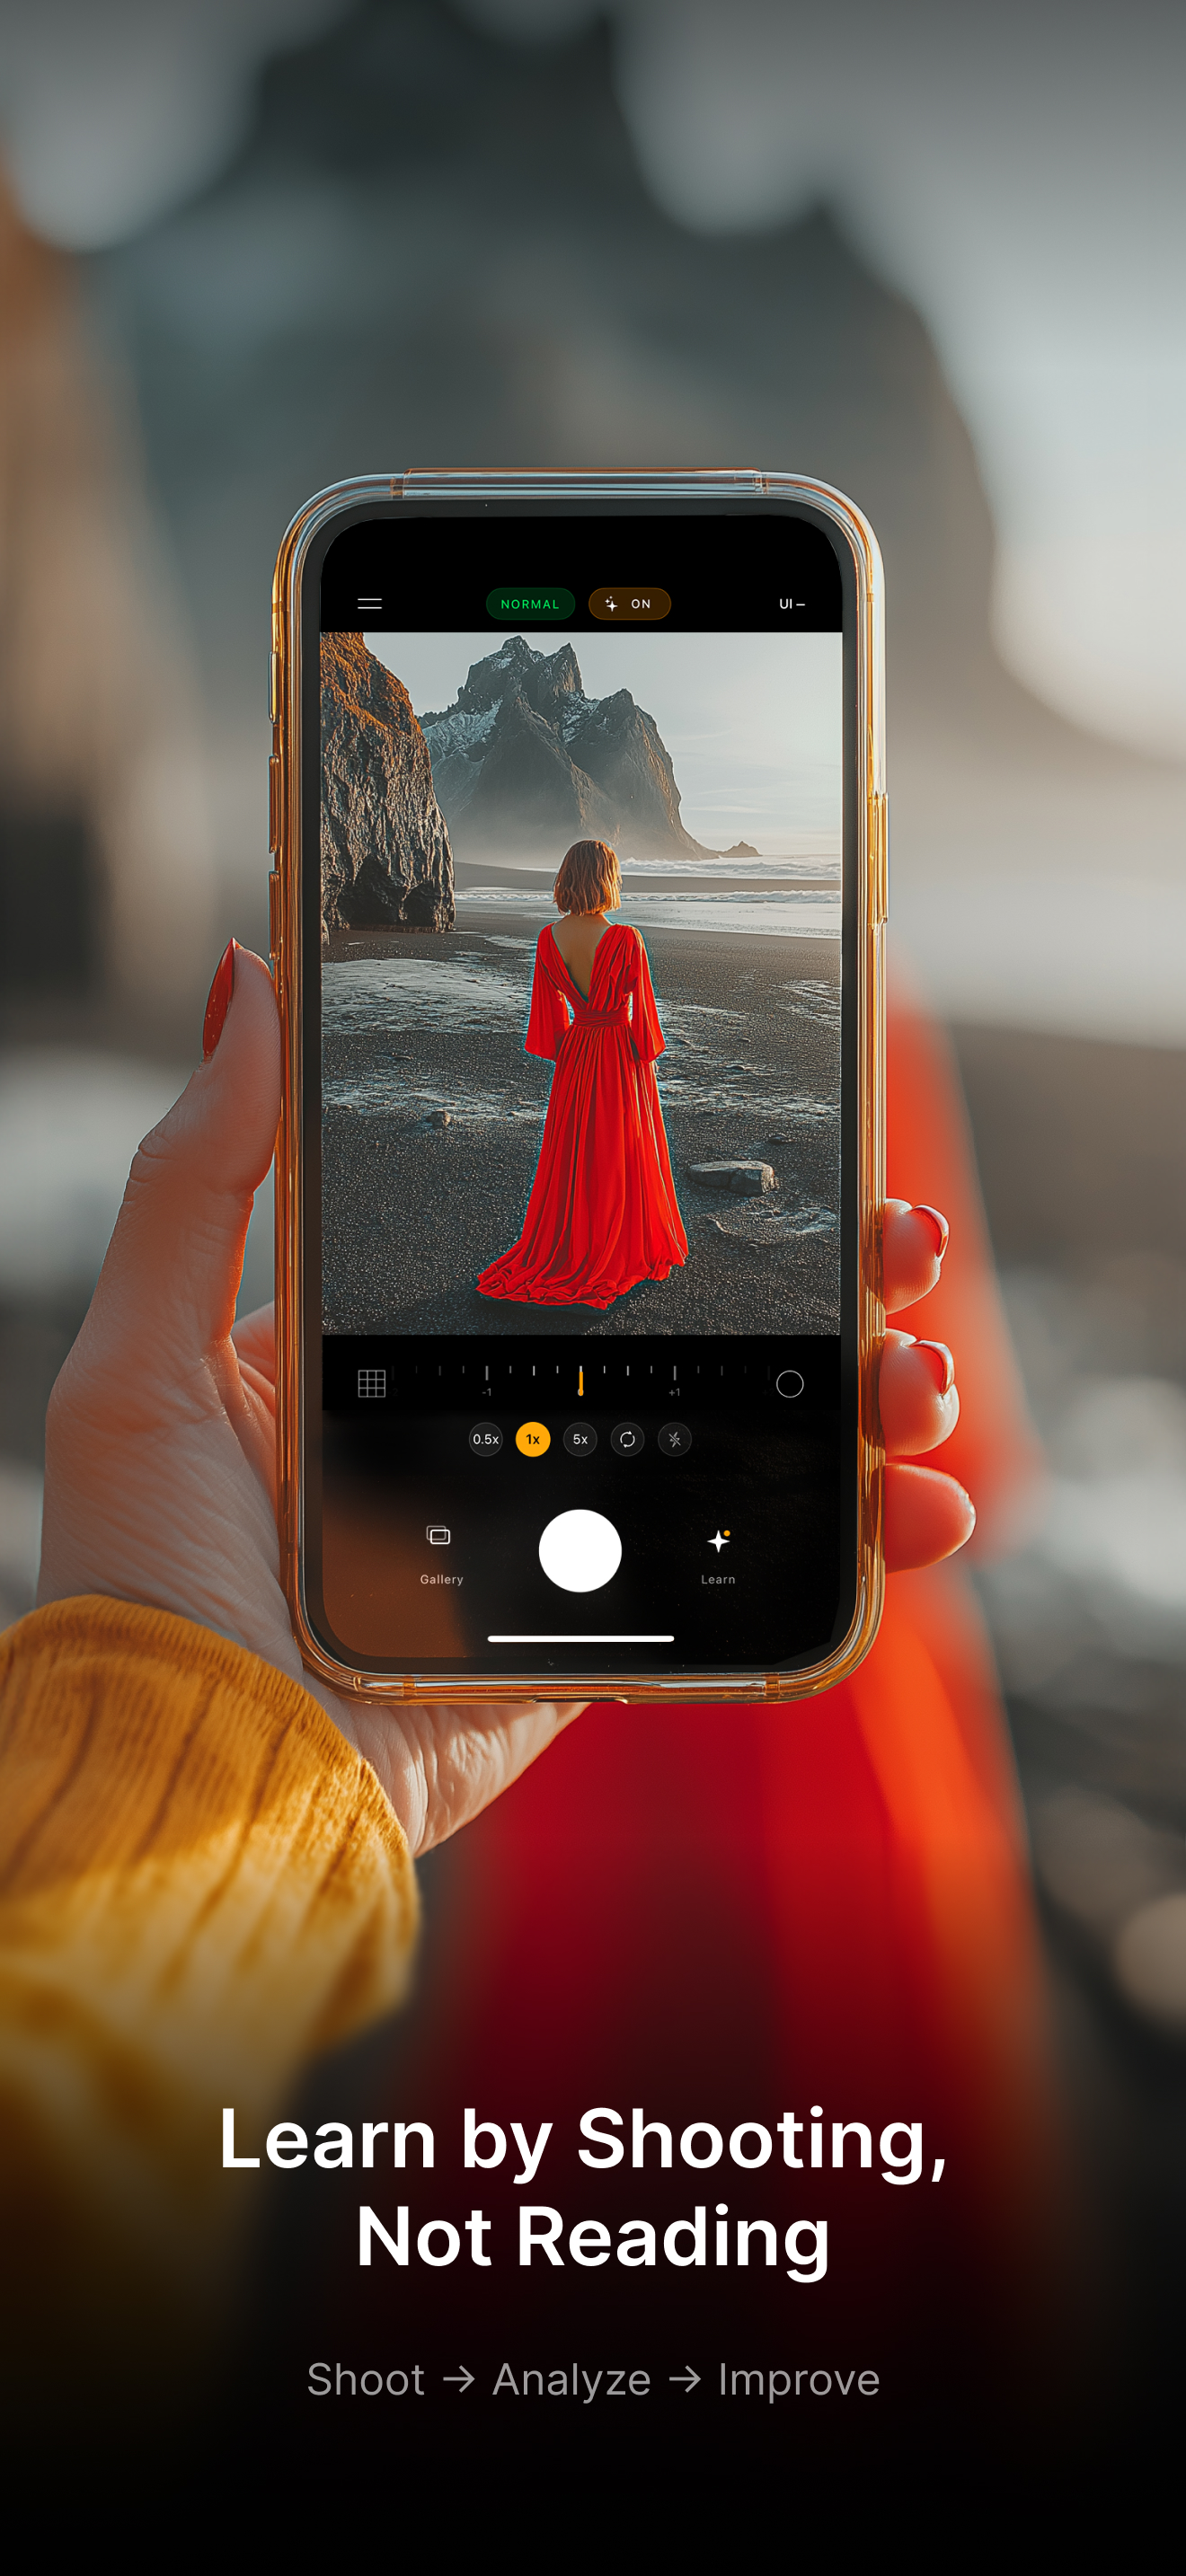 NORMAL
ON
UI –
-1
+1
0.5x
1x
5x
Gallery
Learn
Learn by Shooting,
Not Reading
Shoot → Analyze → Improve